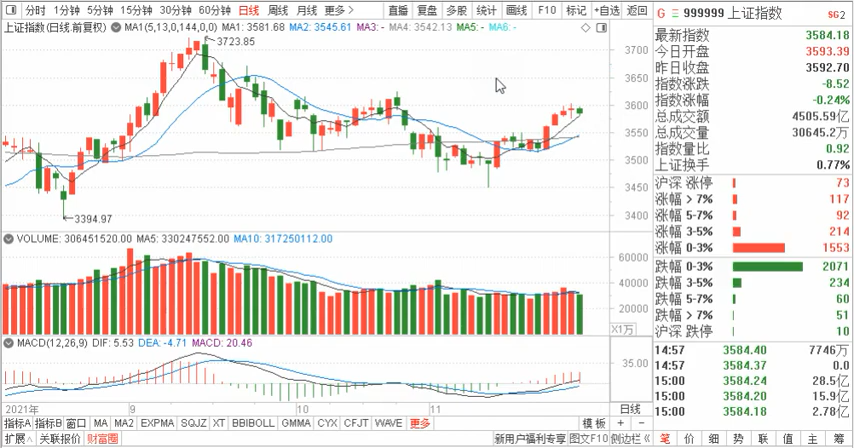 分时 1分钟 5分钟 15分钟 30分钟 60分钟 日线 周线 月线 更多＞ 直播 复盘 多股 统计 画线 F10 标记 +自选 返回
上证指数(日线.前复权) MA1(5,13,0,144,0,0) MA1: 3581.68 MA2: 3545.61 MA3: - MA4: 3542.13 MA5: - MA6: -
3723.85
3394.97
3700
3650
3600
3550
3500
3450
3400
VOLUME: 306451520.00 MA5: 330247552.00 MA10: 317250112.00
60000
40000
20000
X1万
MACD(12,26,9) DIF: 5.53 DEA: -4.71 MACD: 20.46
35.00
2021年 9 10 11 日线
指标A 指标B 窗口 MA MA2 EXPMA SQJZ XT BBIBOLL GMMA CYX CFJT WAVE 更多 模板 + -
扩展∧ 关联报价 财富圈 新用户福利专享 图文F10 侧边栏《
G 999999 上证指数 SG2
最新指数 3584.18
今日开盘 3593.39
昨日收盘 3592.70
指数涨跌 -8.52
指数涨幅 -0.24%
总成交额 4505.59亿
总成交量 30645.2万
指数量比 0.92
上证换手 0.77%
沪深 涨停 73
涨幅 > 7% 117
涨幅 5-7% 92
涨幅 3-5% 214
涨幅 0-3% 1553
跌幅 0-3% 2071
跌幅 3-5% 234
跌幅 5-7% 60
跌幅 > 7% 51
沪深 跌停 10
14:57 3584.40 7746万
14:57 3584.37 0.0
15:00 3584.24 28.5亿
15:00 3584.20 15.9亿
15:00 3584.18 2.78亿
笔 价 细 势 联 值 主 筹